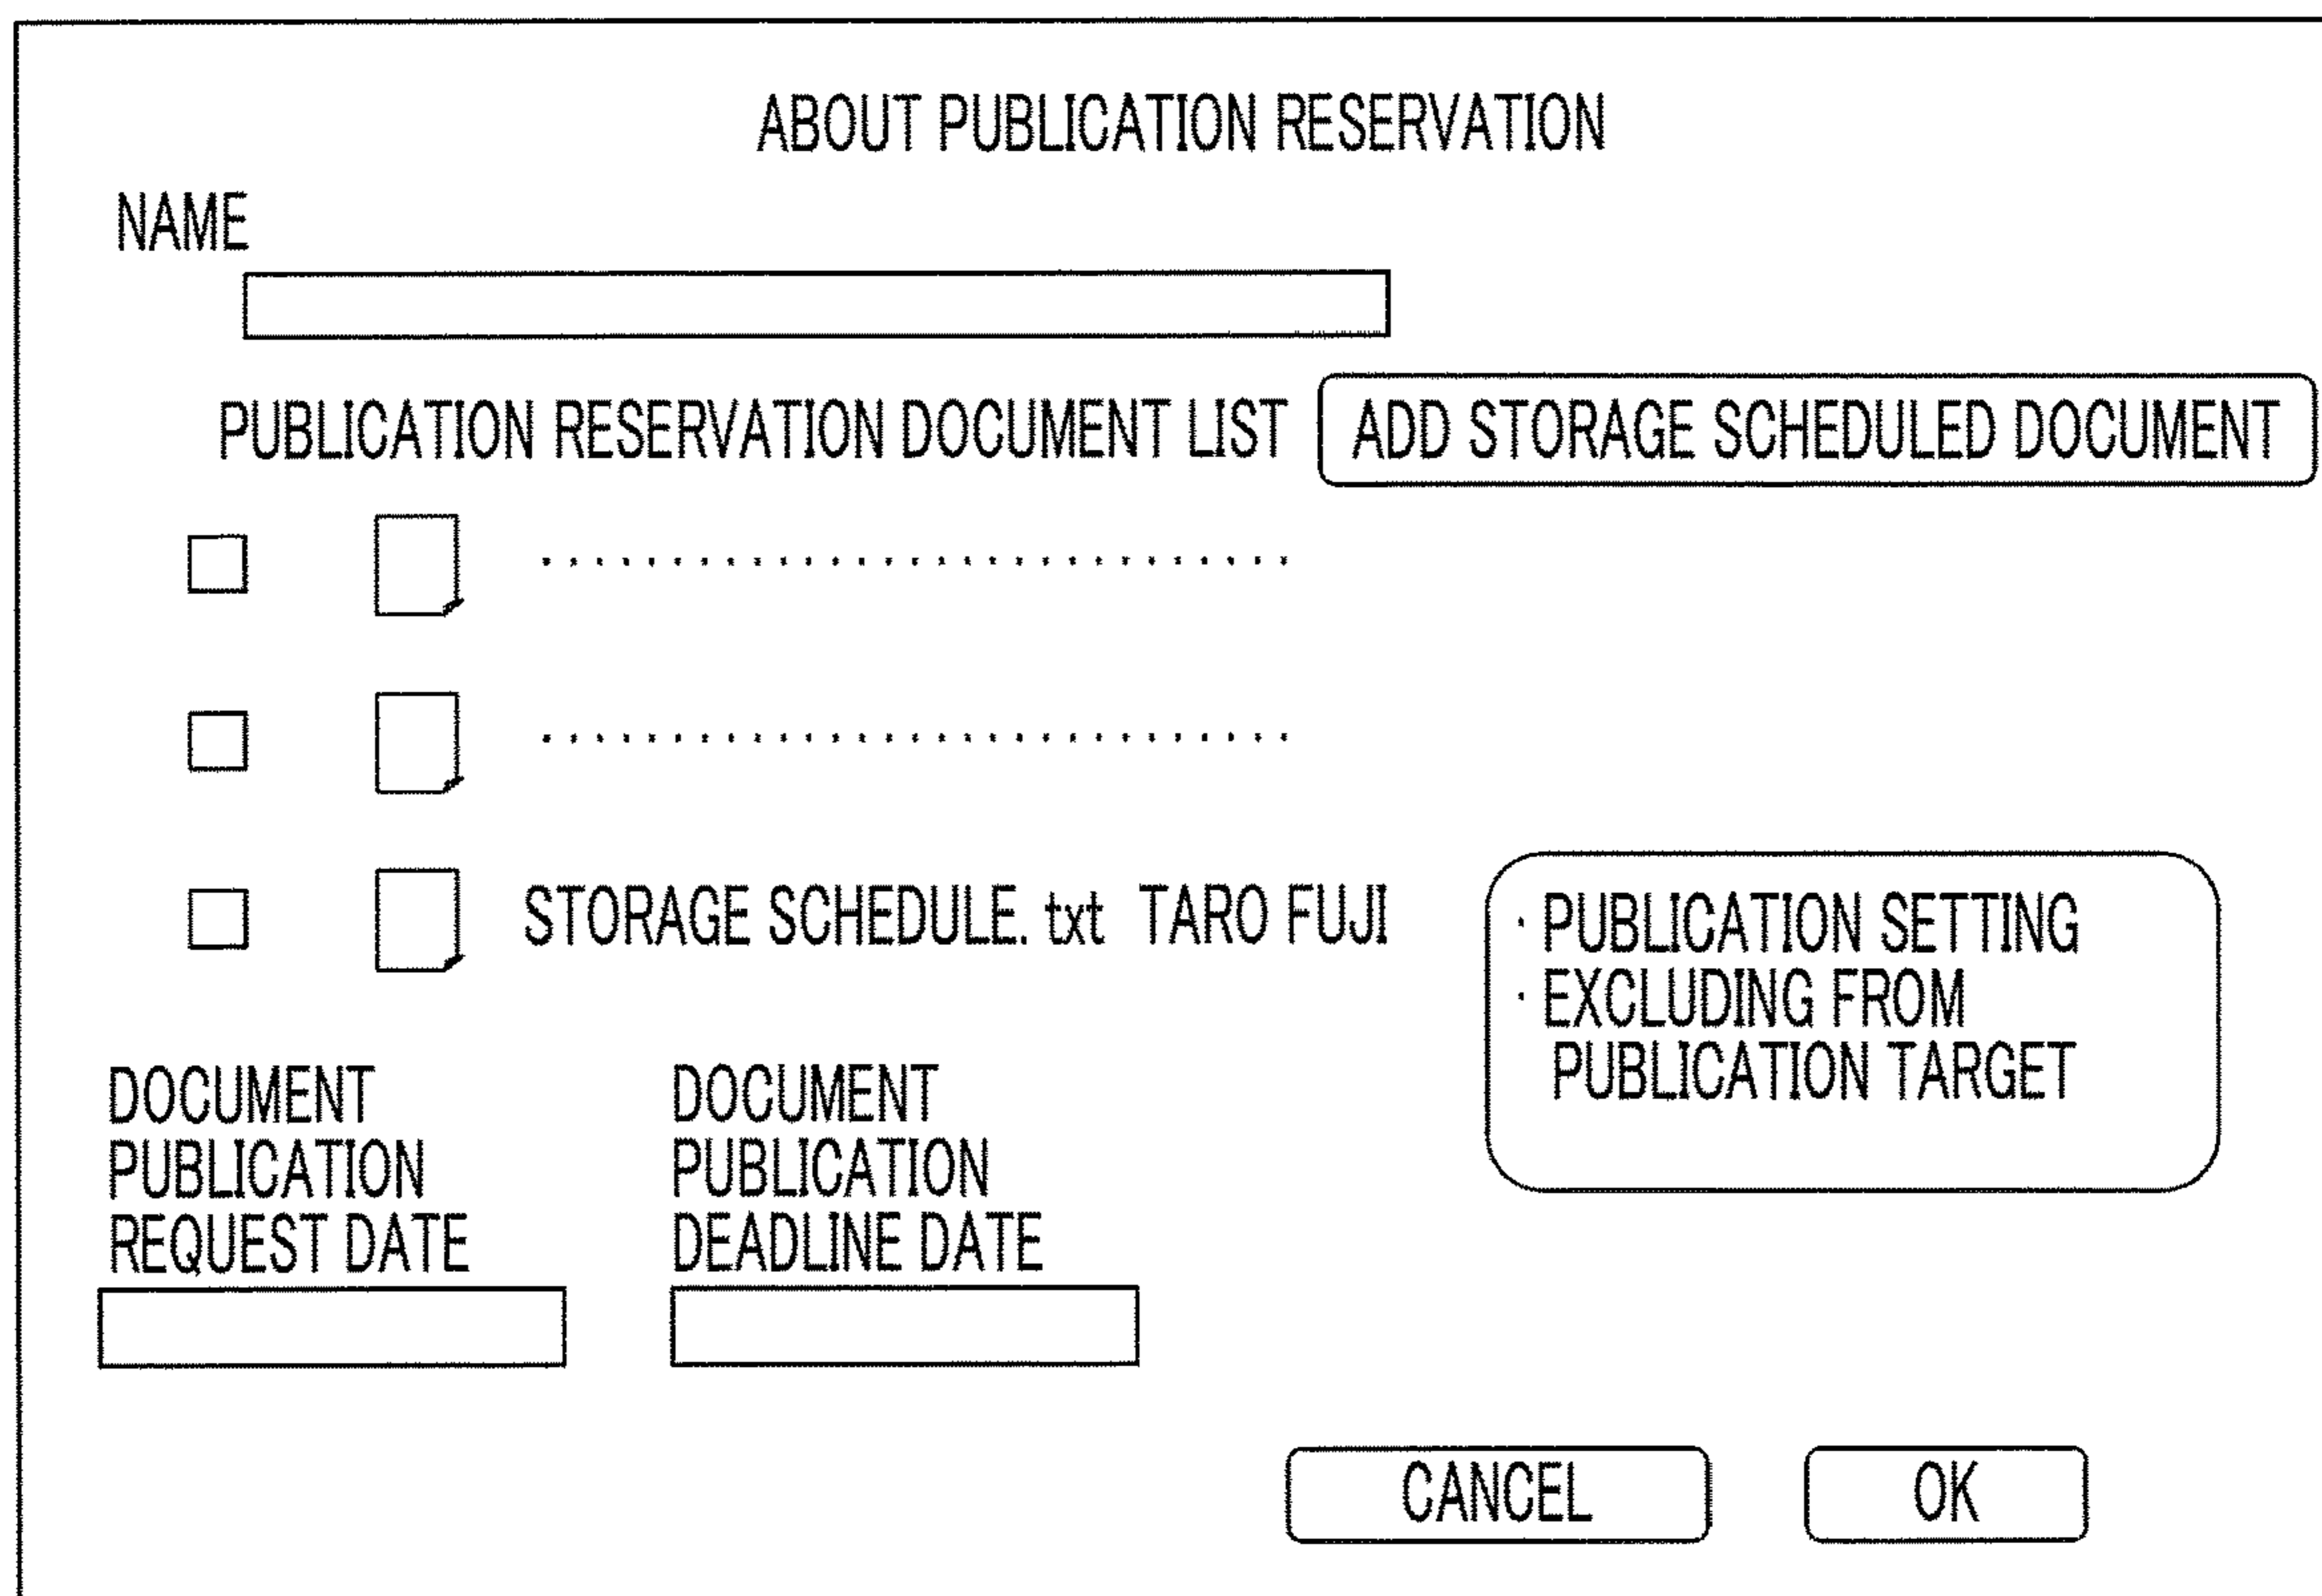 ABOUT PUBLICATION RESERVATION
NAME
PUBLICATION RESERVATION DOCUMENT LIST ADD STORAGE SCHEDULED DOCUMENT
STORAGE SCHEDULE. txt TARO FUJI
· PUBLICATION SETTING
· EXCLUDING FROM
PUBLICATION TARGET
DOCUMENT
PUBLICATION
REQUEST DATE
DOCUMENT
PUBLICATION
DEADLINE DATE
CANCEL OK